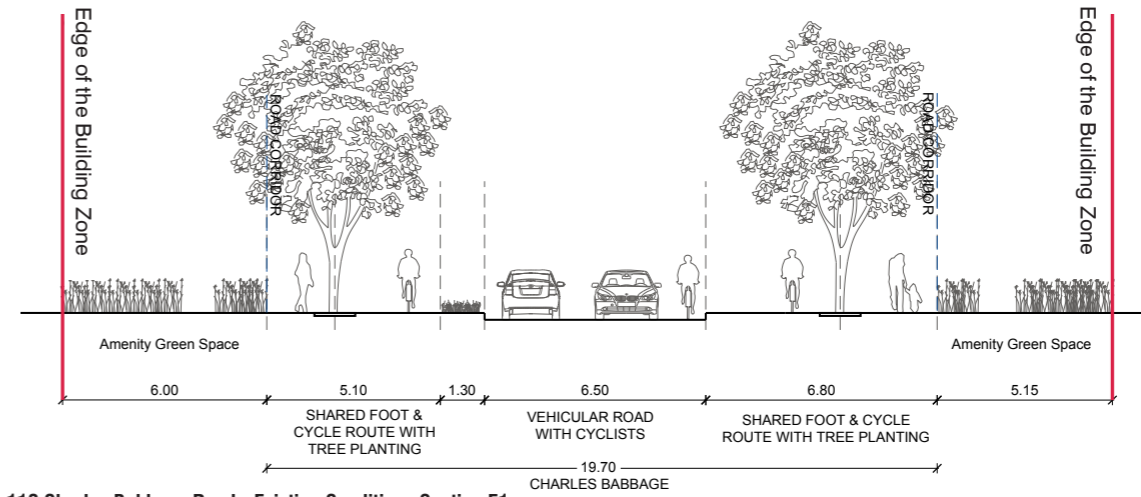 Edge of the Building Zone
ROAD CORRIDOR
ROAD CORRIDOR
Edge of the Building Zone
Amenity Green Space
Amenity Green Space
6.00
5.10
1.30
6.50
6.80
5.15
SHARED FOOT &
CYCLE ROUTE WITH
TREE PLANTING
VEHICULAR ROAD
WITH CYCLISTS
SHARED FOOT & CYCLE
ROUTE WITH TREE PLANTING
19.70
CHARLES BABBAGE